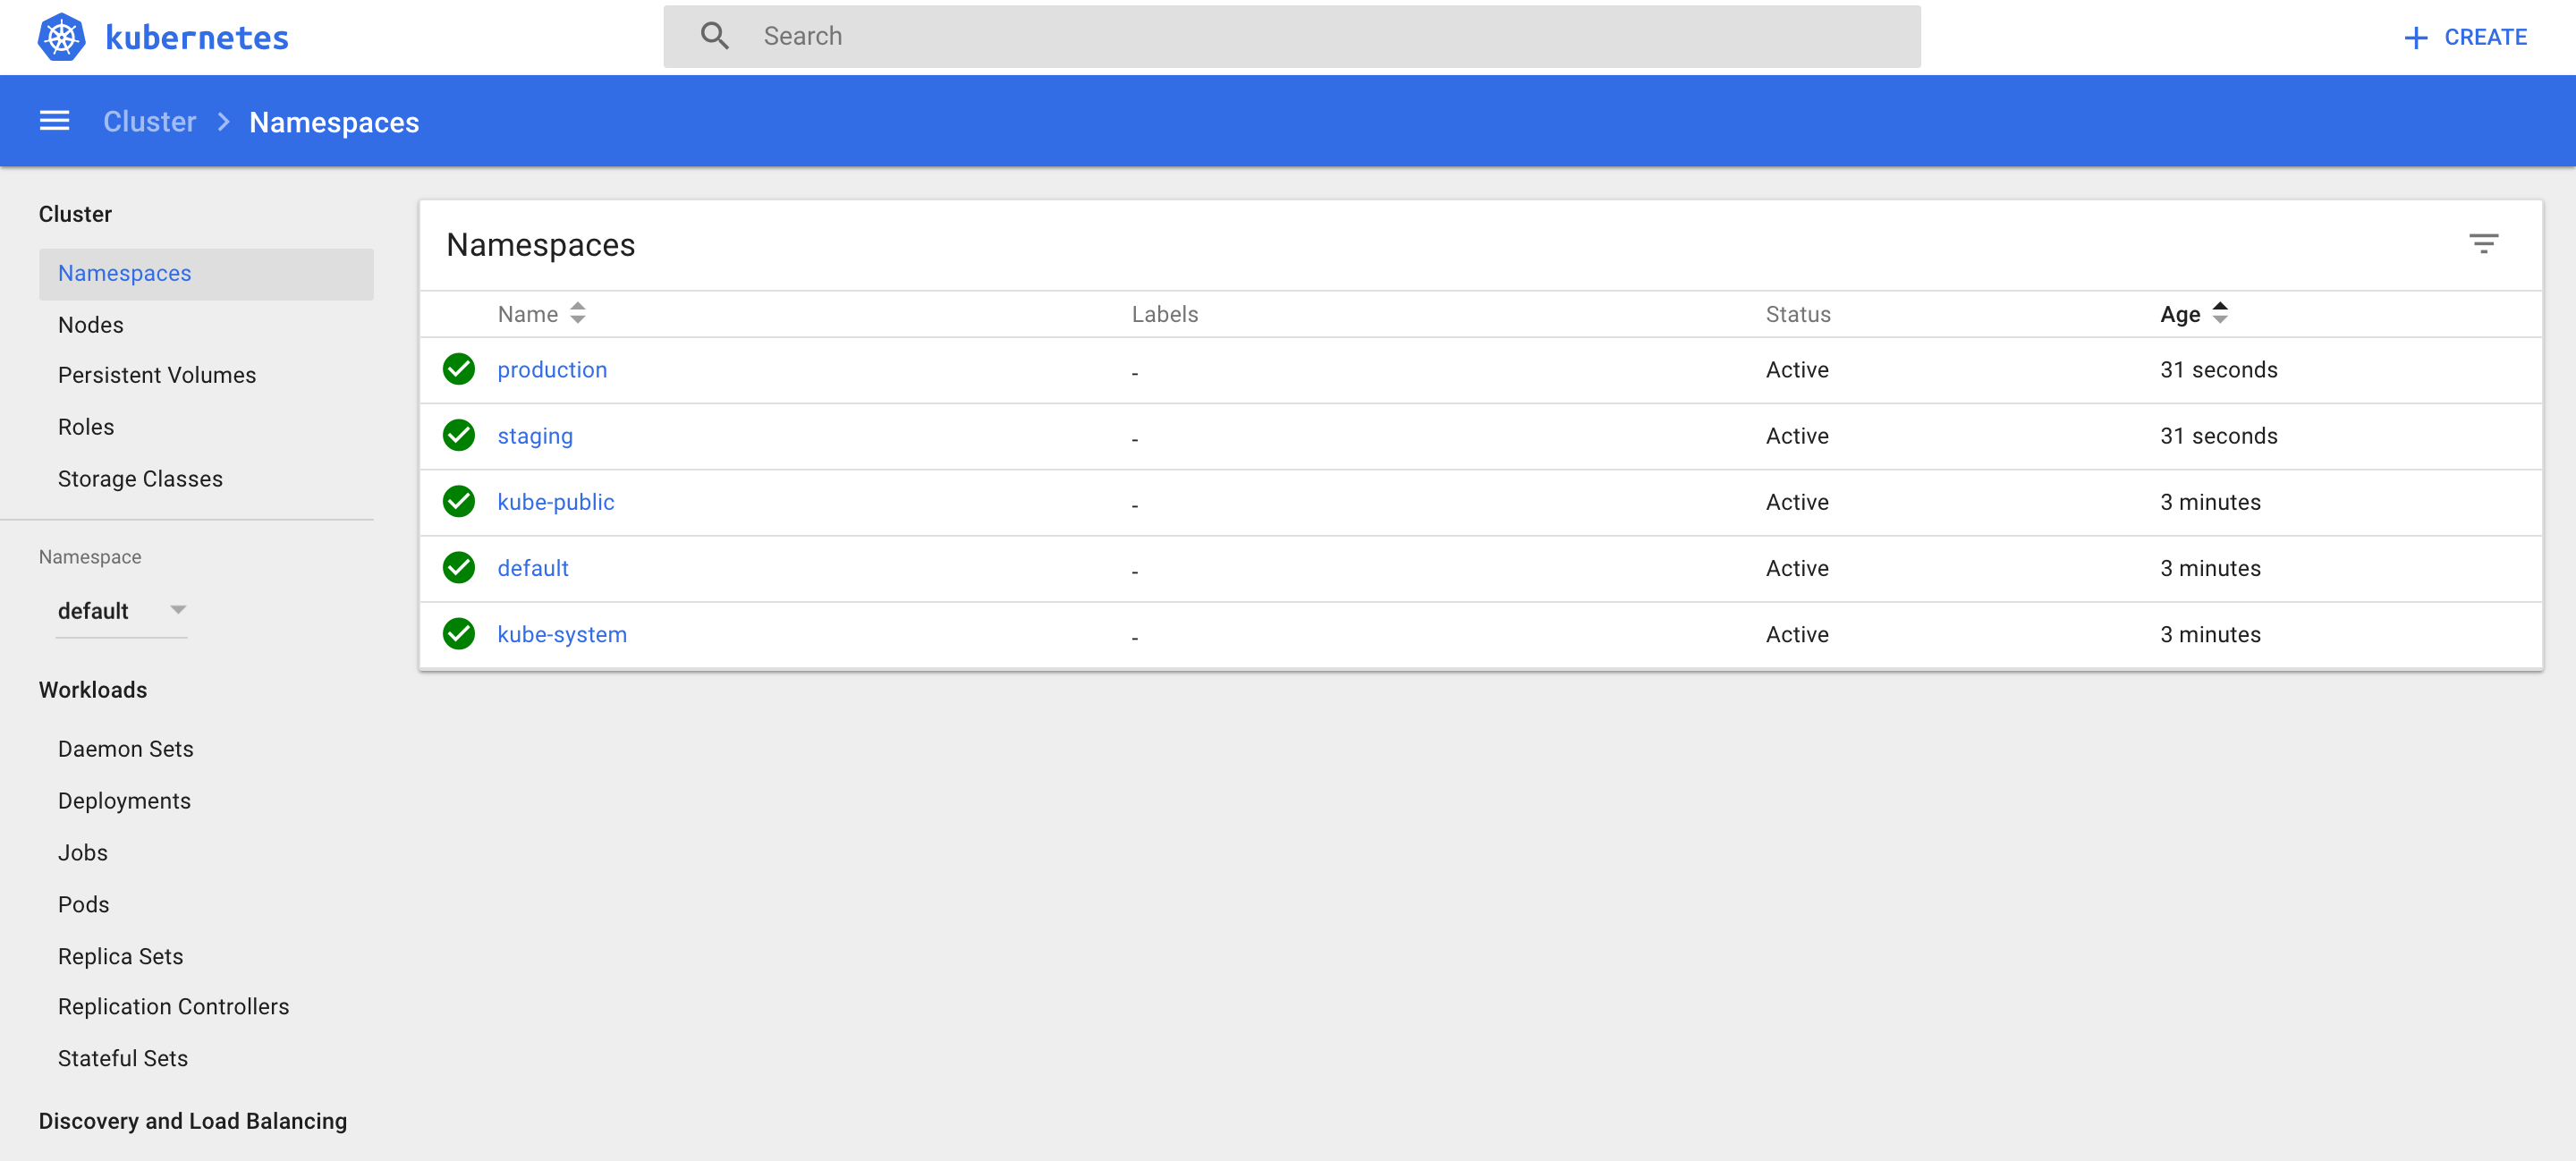 kubernetes
Search
CREATE
Cluster
Namespaces
Cluster
Namespaces
Nodes
Persistent Volumes
Roles
Storage Classes
Namespace
default
Workloads
Daemon Sets
Deployments
Jobs
Pods
Replica Sets
Replication Controllers
Stateful Sets
Discovery and Load Balancing
Namespaces
Name Labels Status Age
production - Active 31 seconds
staging - Active 31 seconds
kube-public - Active 3 minutes
default - Active 3 minutes
kube-system - Active 3 minutes